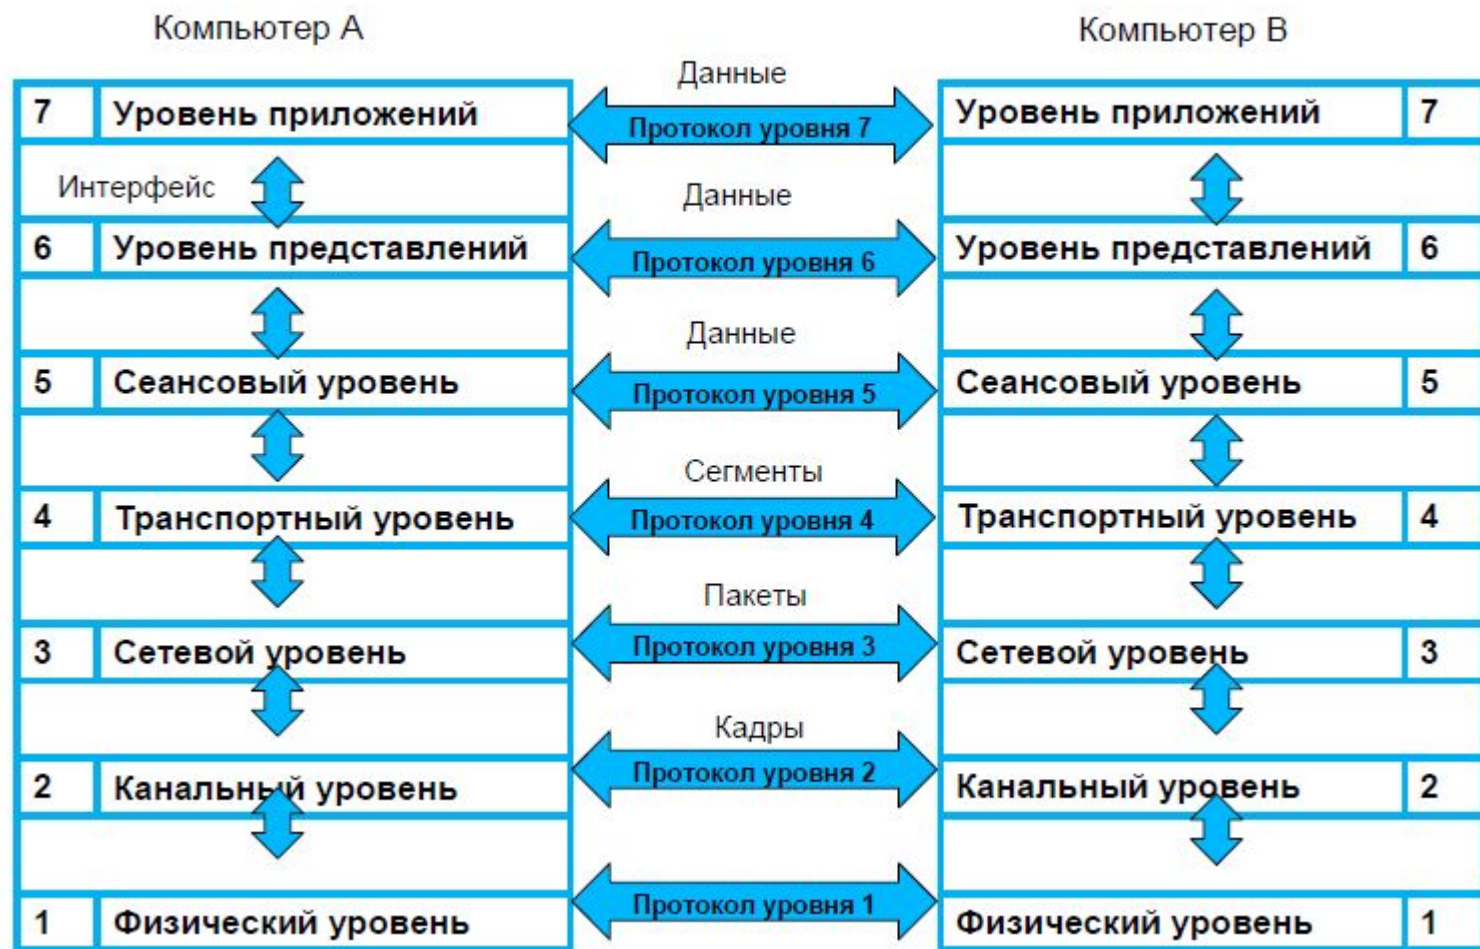 Компьютер А
Компьютер В
Данные
7 Уровень приложений
Протокол уровня 7
Уровень приложений 7
Интерфейс
Данные
6 Уровень представлений
Протокол уровня 6
Уровень представлений 6
Данные
5 Сеансовый уровень
Протокол уровня 5
Сеансовый уровень 5
Сегменты
4 Транспортный уровень
Протокол уровня 4
Транспортный уровень 4
Пакеты
3 Сетевой уровень
Протокол уровня 3
Сетевой уровень 3
Кадры
2 Канальный уровень
Протокол уровня 2
Канальный уровень 2
1 Физический уровень
Протокол уровня 1
Физический уровень 1